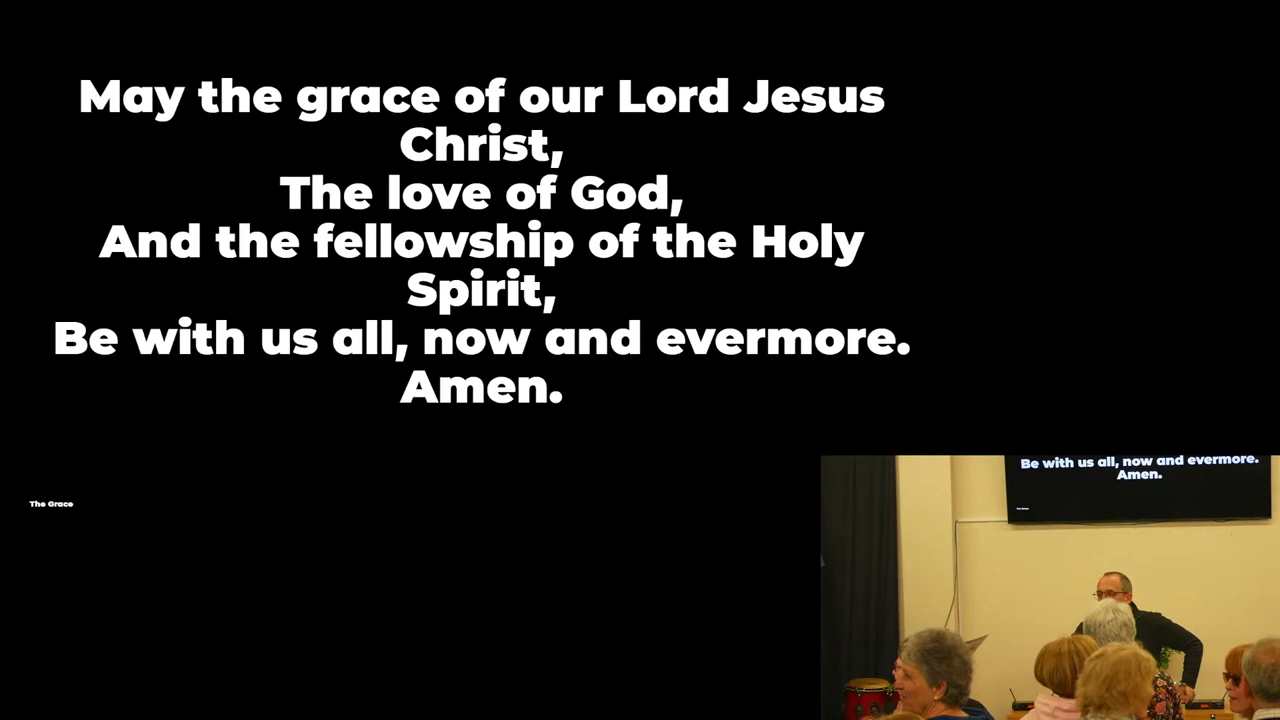 May the grace of our Lord Jesus
Christ,
The love of God,
And the fellowship of the Holy
Spirit,
Be with us all, now and evermore.
Amen.
The Grace
Be with us all, now and evermore.
Amen.